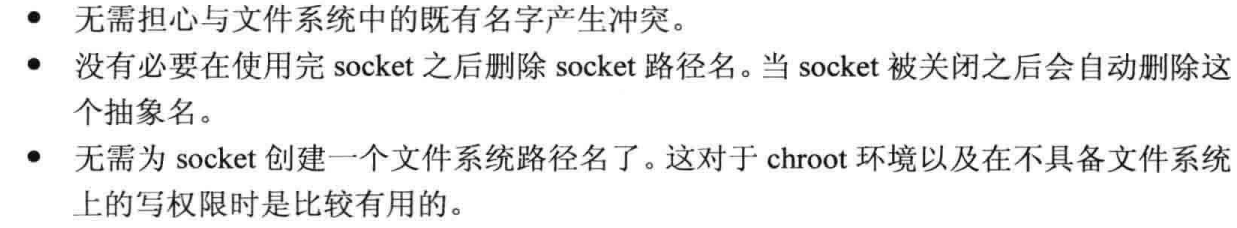 • 无需担心与文件系统中的既有名字产生冲突。
• 没有必要在使用完 socket 之后删除 socket 路径名。当 socket 被关闭之后会自动删除这
个抽象名。
• 无需为 socket 创建一个文件系统路径名了。这对于 chroot 环境以及在不具备文件系统
上的写权限时是比较有用的。